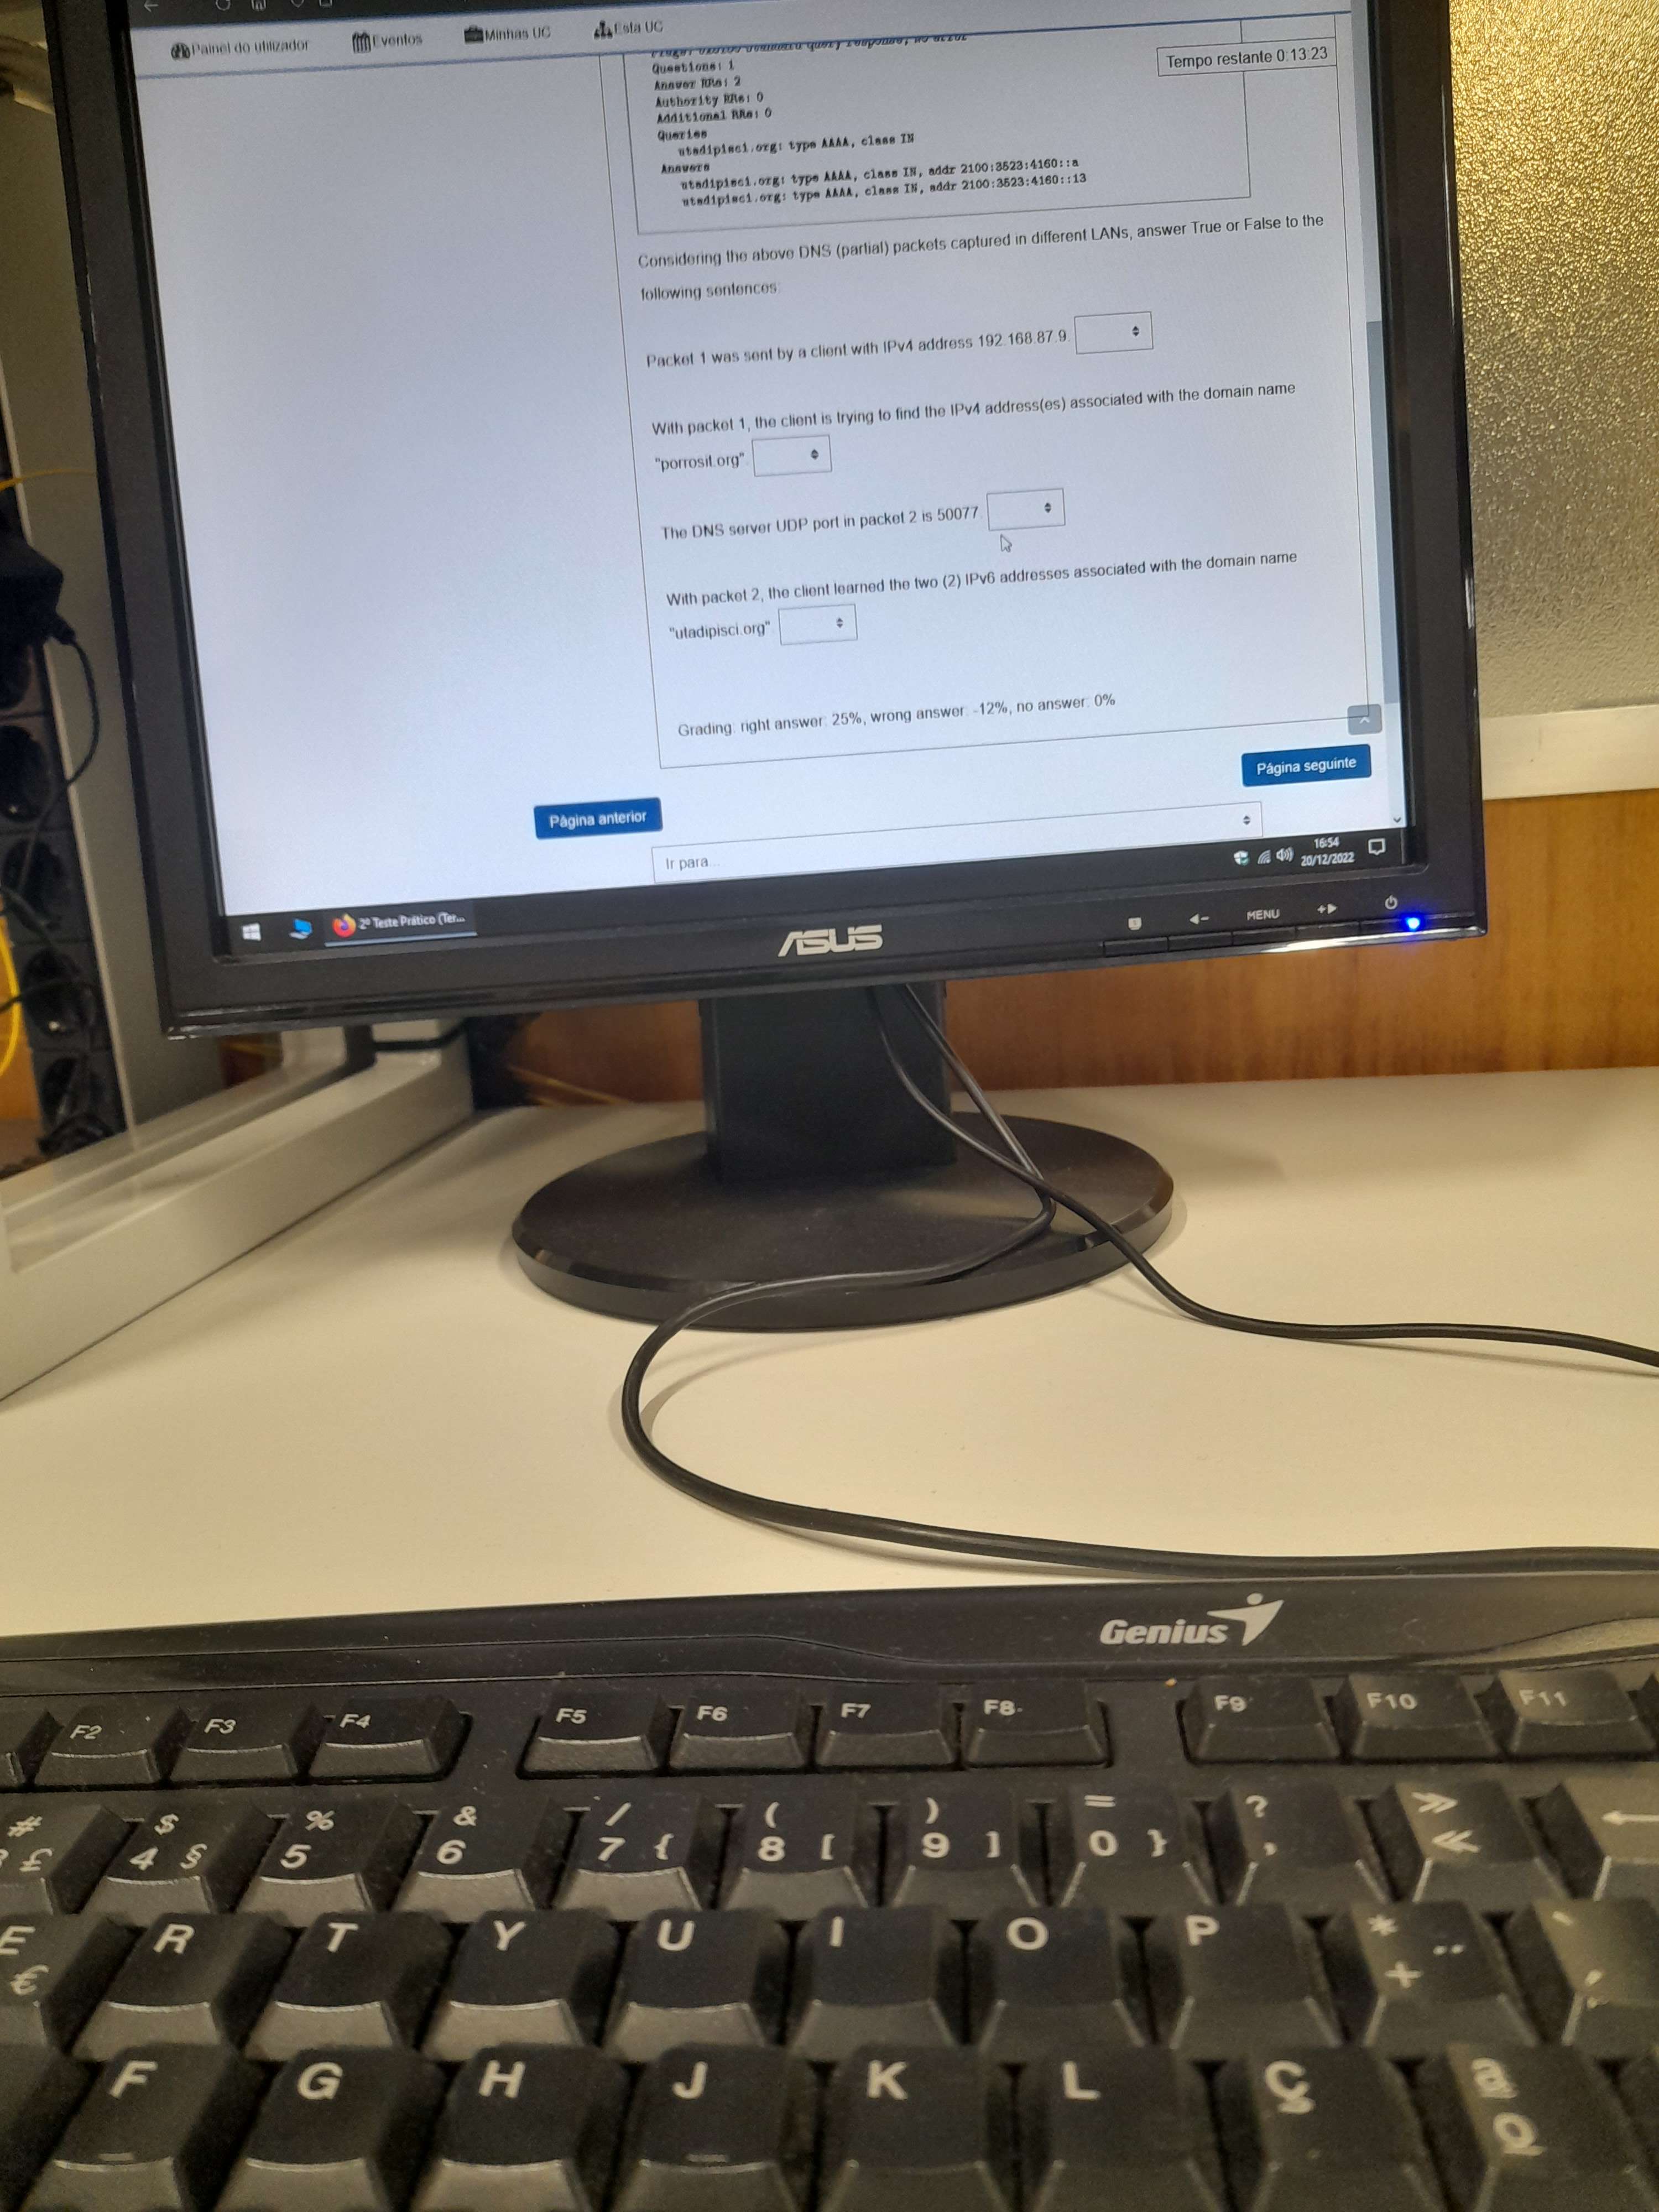 Painel do utilizador
Eventos
Minhas UC
Esta UC
Tempo restante 0:13:23
Questions: 1
Answer RRs: 2
Authority RRs: 0
Additional RRs: 0
Queries
utadipisci.org: type AAAA, class IN
Answers
utadipisci.org: type AAAA, class IN, addr 2100:3523:4160::a
utadipisci.org: type AAAA, class IN, addr 2100:3523:4160::13
Considering the above DNS (partial) packets captured in different LANs, answer True or False to the
following sentences:
Packet 1 was sent by a client with IPv4 address 192.168.87.9.
With packet 1, the client is trying to find the IPv4 address(es) associated with the domain name
"porrosit.org".
The DNS server UDP port in packet 2 is 50077.
With packet 2, the client learned the two (2) IPv6 addresses associated with the domain name
"utadipisci.org".
Grading: right answer: 25%, wrong answer: -12%, no answer: 0%
Página anterior
Página seguinte
Ir para...
2º Teste Prático (Ter...
16:54
20/12/2022
ASUS
MENU
Genius
F2 F3 F4 F5 F6 F7 F8 F9 F10 F11
# £ $ 4 § % 5 & 6 / 7 { ( 8 [ ) 9 ] = 0 } ? ' » «
E € R T Y U I O P * + ¨ `
F G H J K L Ç ª º